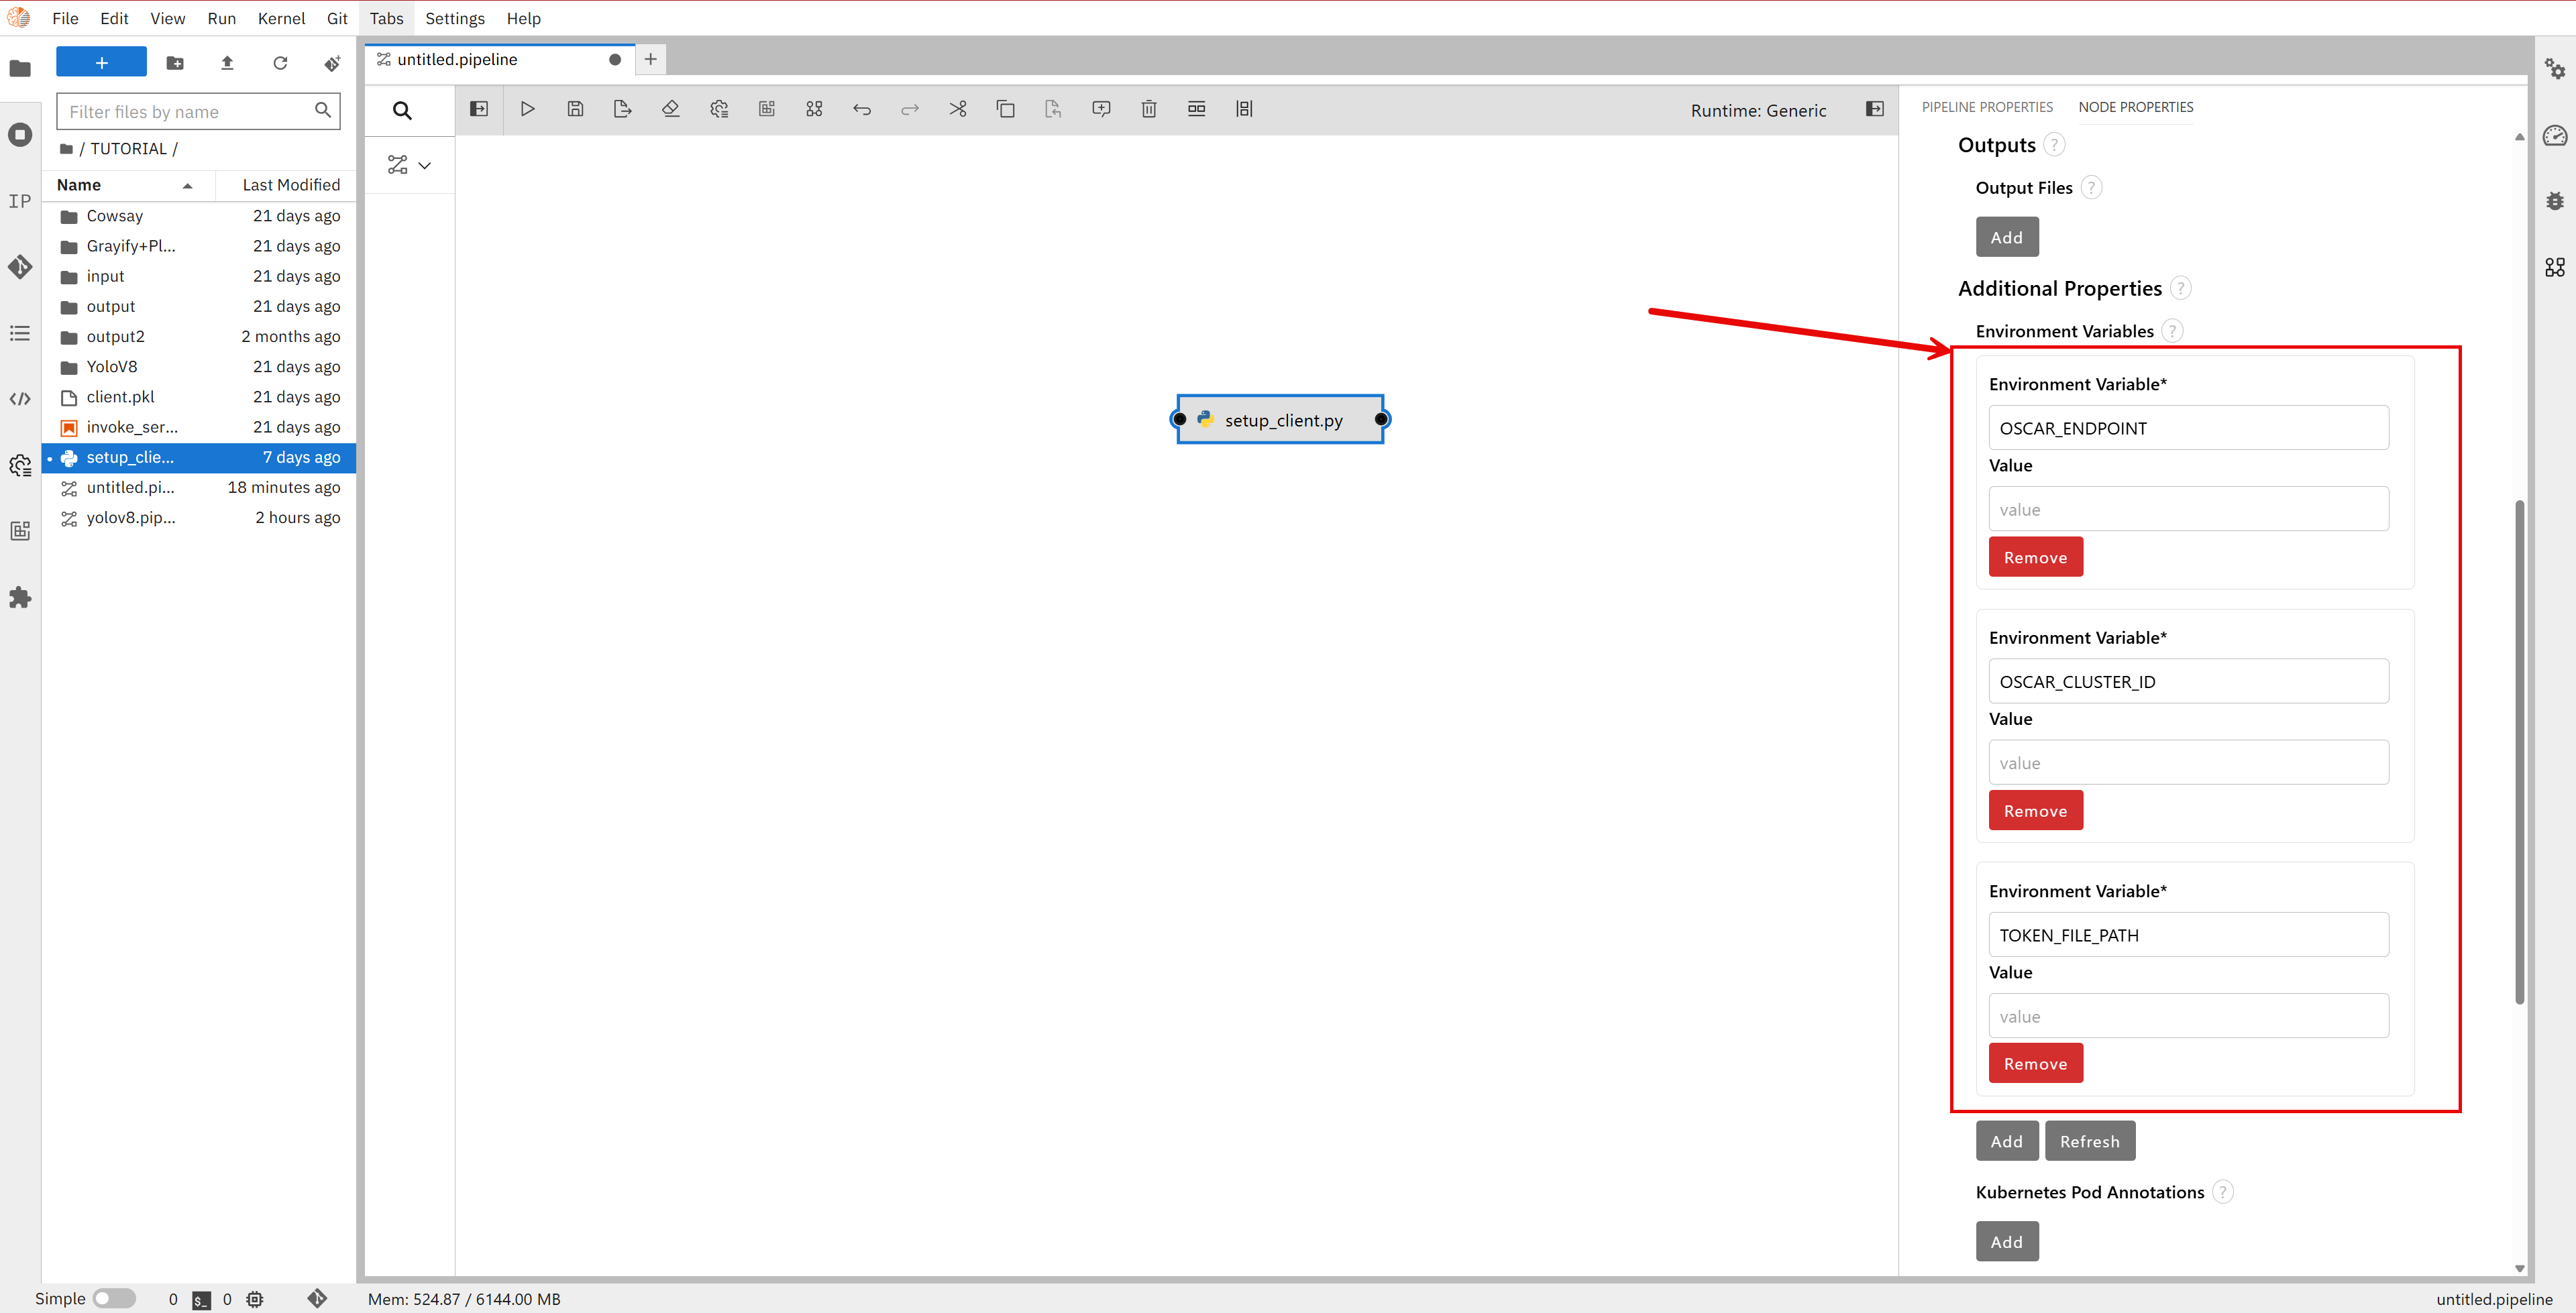 File Edit View Run Kernel Git Tabs Settings Help
+
Filter files by name
/ TUTORIAL /
Name Last Modified
Cowsay 21 days ago
Grayify+Pl... 21 days ago
input 21 days ago
output 21 days ago
output2 2 months ago
YoloV8 21 days ago
client.pkl 21 days ago
invoke_ser... 21 days ago
setup_clie... 7 days ago
untitled.pi... 18 minutes ago
yolov8.pip... 2 hours ago
IP
untitled.pipeline
Runtime: Generic
setup_client.py
PIPELINE PROPERTIES NODE PROPERTIES
Outputs ?
Output Files ?
Add
Additional Properties ?
Environment Variables ?
Environment Variable*
OSCAR_ENDPOINT
Value
value
Remove
Environment Variable*
OSCAR_CLUSTER_ID
Value
value
Remove
Environment Variable*
TOKEN_FILE_PATH
Value
value
Remove
Add Refresh
Kubernetes Pod Annotations ?
Add
Simple 0 $_ 0 Mem: 524.87 / 6144.00 MB untitled.pipeline